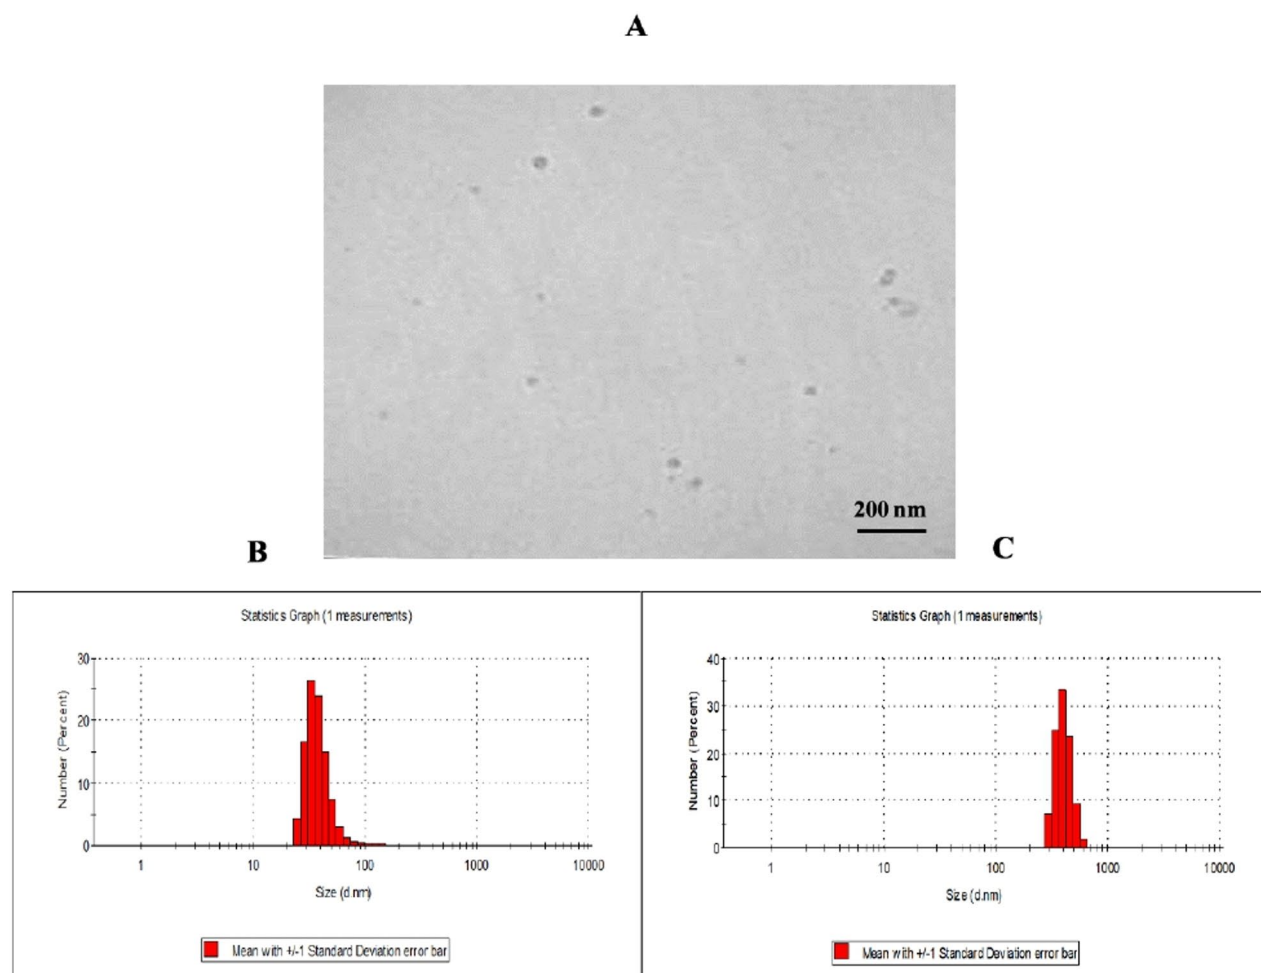 A
200 nm
B
C
Statistics Graph (1 measurements)
30
20
10
0
Number (Percent)
1
10
100
1000
10000
Size (d.nm)
Mean with +/-1 Standard Deviation error bar
Statistics Graph (1 measurements)
40
30
20
10
0
Number (Percent)
1
10
100
1000
10000
Size (d.nm)
Mean with +/-1 Standard Deviation error bar